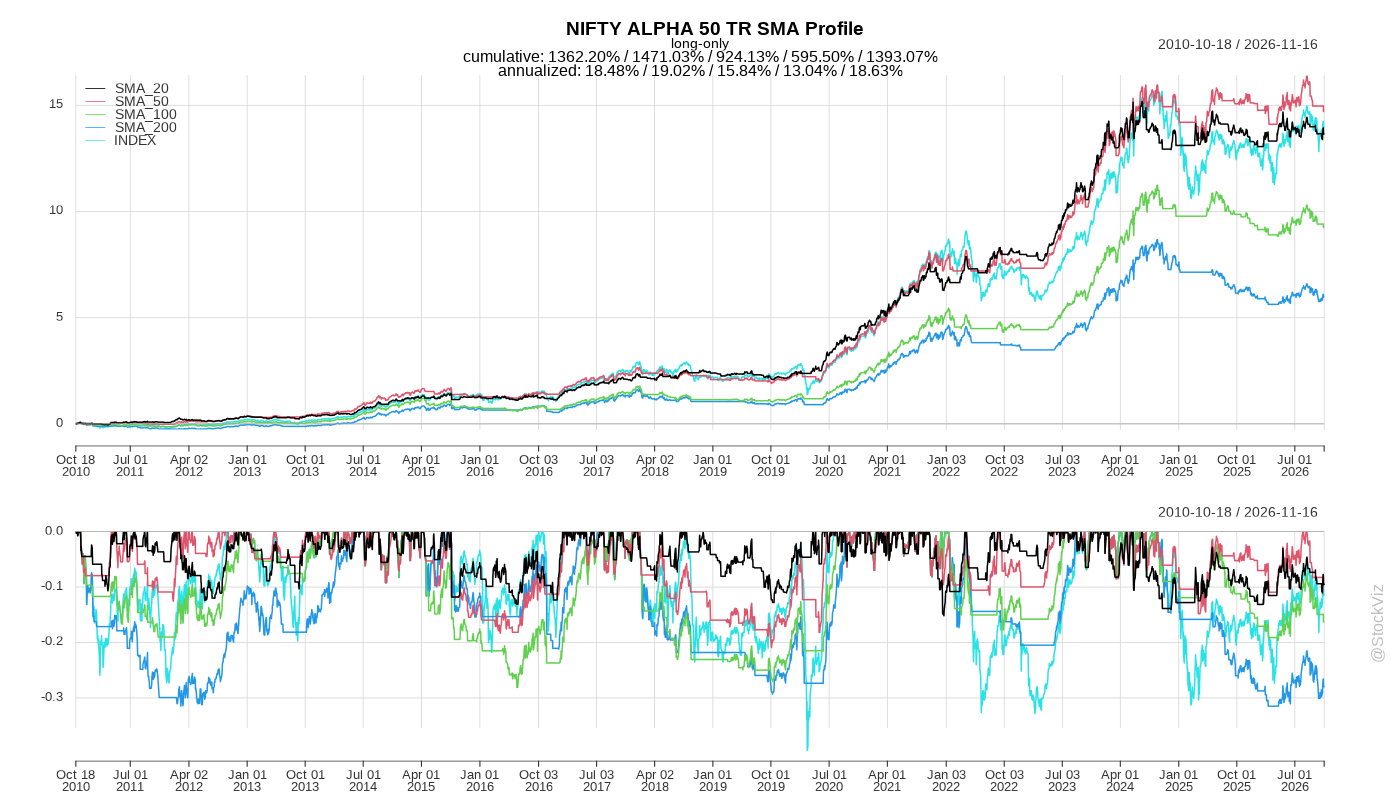 NIFTY ALPHA 50 TR SMA Profile
long-only
2010-10-18 / 2026-11-16
cumulative: 1362.20% / 1471.03% / 924.13% / 595.50% / 1393.07%
annualized: 18.48% / 19.02% / 15.84% / 13.04% / 18.63%
SMA_20
SMA_50
SMA_100
SMA_200
INDEX
15
10
5
0
Oct 18 Jul 01 Apr 02 Jan 01 Oct 01 Jul 01 Apr 01 Jan 01 Oct 03 Jul 03 Apr 02 Jan 01 Oct 01 Jul 01 Apr 01 Jan 03 Oct 03 Jul 03 Apr 01 Jan 01 Oct 01 Jul 01
2010 2011 2012 2013 2013 2014 2015 2016 2016 2017 2018 2019 2019 2020 2021 2022 2022 2023 2024 2025 2025 2026
2010-10-18 / 2026-11-16
0.0
-0.1
-0.2
-0.3
Oct 18 Jul 01 Apr 02 Jan 01 Oct 01 Jul 01 Apr 01 Jan 01 Oct 03 Jul 03 Apr 02 Jan 01 Oct 01 Jul 01 Apr 01 Jan 03 Oct 03 Jul 03 Apr 01 Jan 01 Oct 01 Jul 01
2010 2011 2012 2013 2013 2014 2015 2016 2016 2017 2018 2019 2019 2020 2021 2022 2022 2023 2024 2025 2025 2026
@StockViz